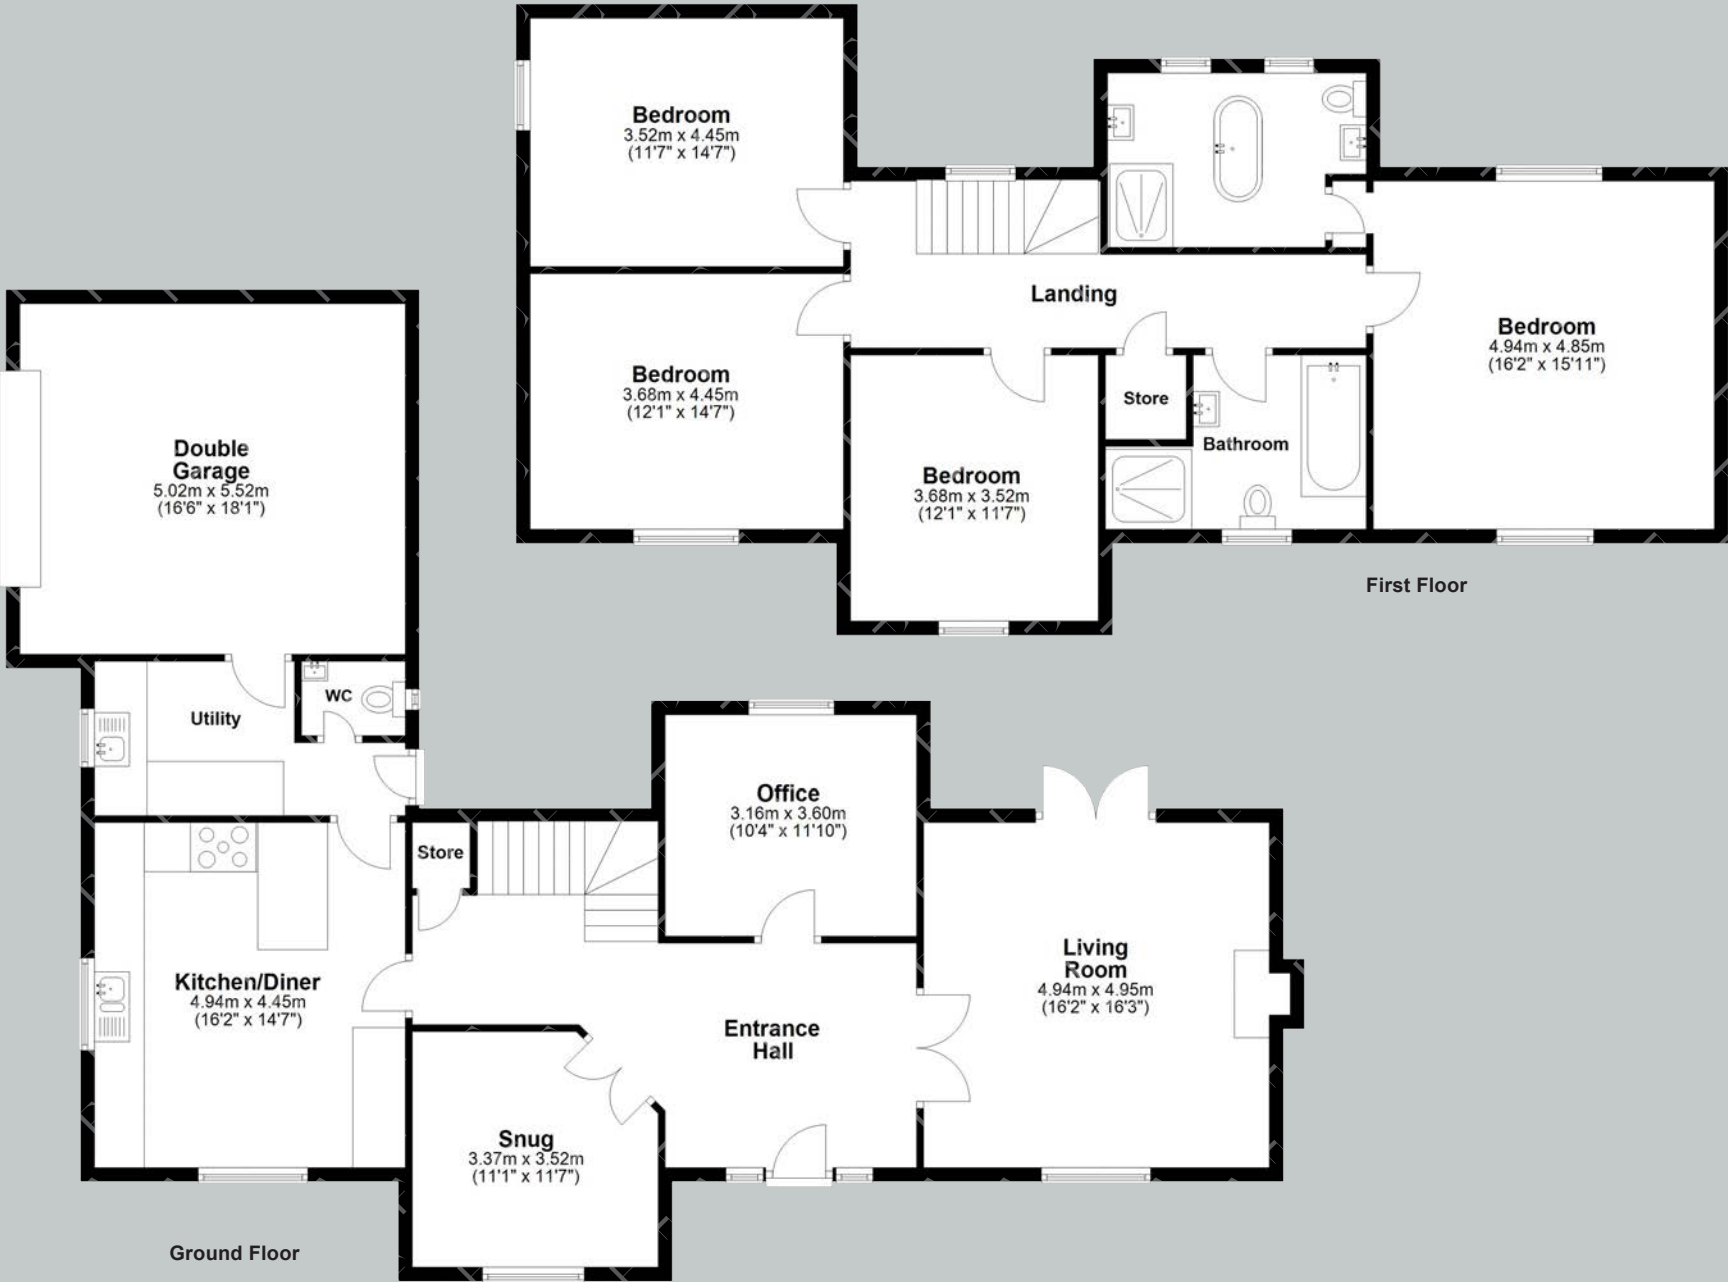 Bedroom
3.52m x 4.45m
(11'7" x 14'7")
Landing
Bedroom
4.94m x 4.85m
(16'2" x 15'11")
Bedroom
3.68m x 4.45m
(12'1" x 14'7")
Store
Bathroom
Bedroom
3.68m x 3.52m
(12'1" x 11'7")
First Floor
Double
Garage
5.02m x 5.52m
(16'6" x 18'1")
WC
Utility
Office
3.16m x 3.60m
(10'4" x 11'10")
Store
Kitchen/Diner
4.94m x 4.45m
(16'2" x 14'7")
Living
Room
4.94m x 4.95m
(16'2" x 16'3")
Entrance
Hall
Snug
3.37m x 3.52m
(11'1" x 11'7")
Ground Floor